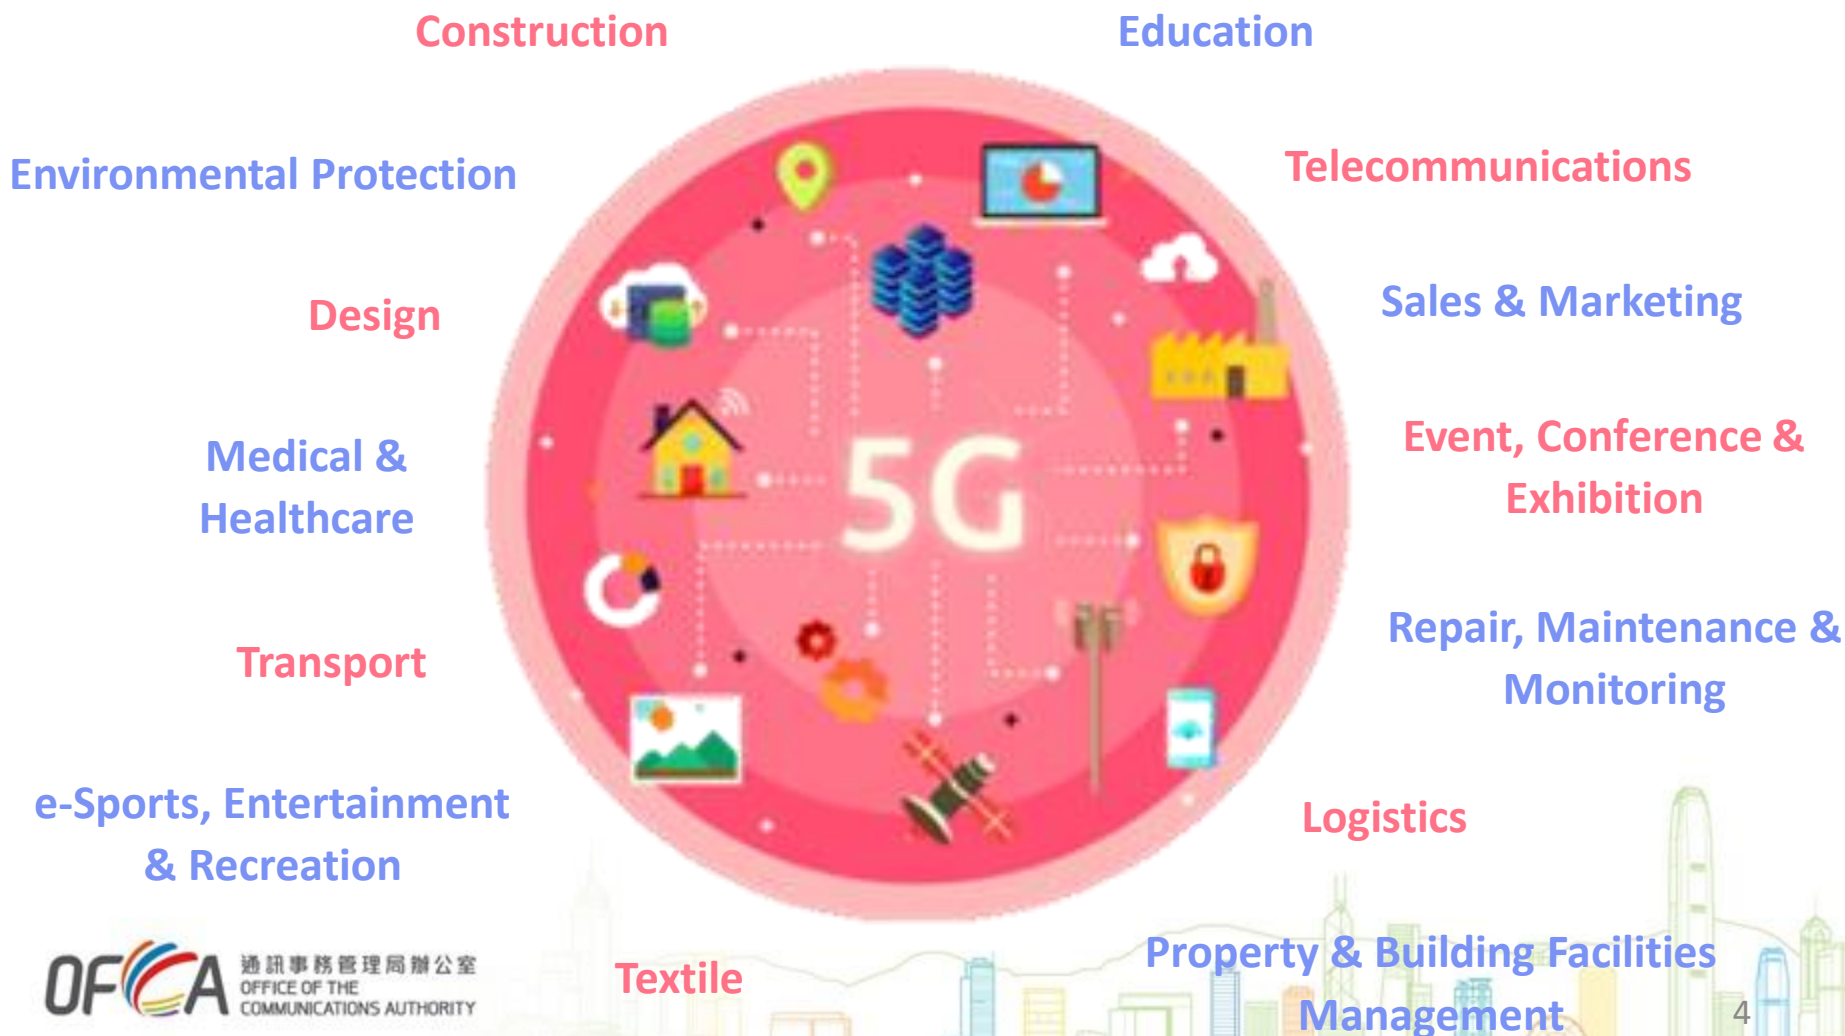 Construction
Education
Environmental Protection
Telecommunications
Design
Sales & Marketing
Medical &
Healthcare
Event, Conference &
Exhibition
5G
Transport
Repair, Maintenance &
Monitoring
e-Sports, Entertainment
& Recreation
Logistics
Textile
Property & Building Facilities
Management
OFCA
通訊事務管理局辦公室
OFFICE OF THE
COMMUNICATIONS AUTHORITY
4